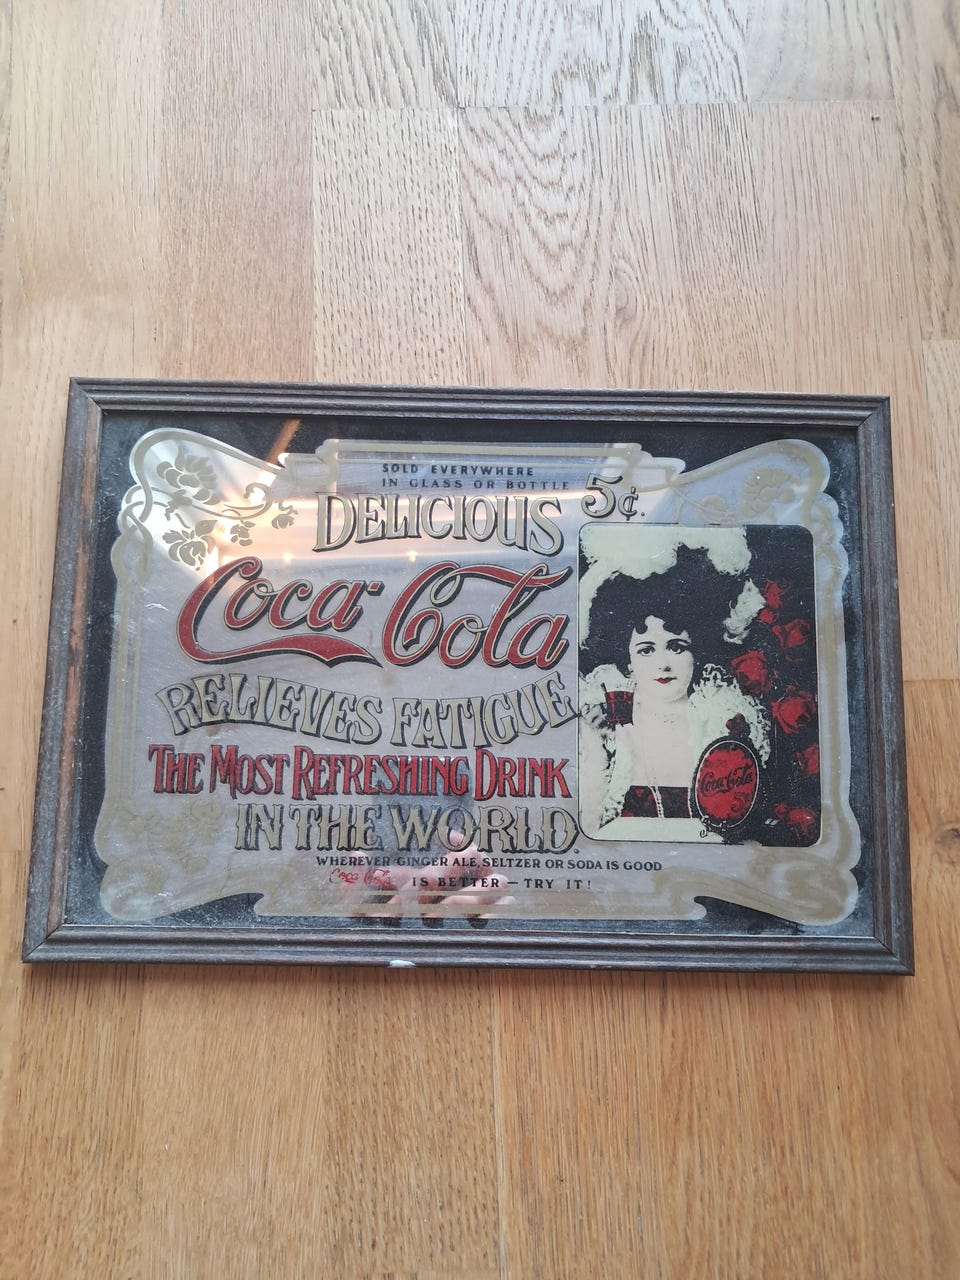 SOLD EVERYWHERE
IN GLASS OR BOTTLE
5¢.
DELICIOUS
Coca-Cola
RELIEVES FATIGUE
THE MOST REFRESHING DRINK
IN THE WORLD.
WHEREVER GINGER ALE, SELTZER OR SODA IS GOOD
Coca-Cola IS BETTER – TRY IT!
Coca-Cola
5¢